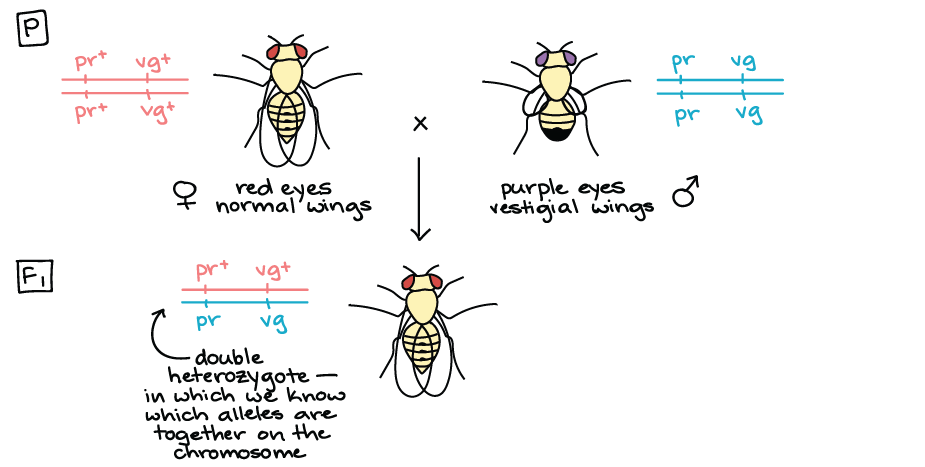 P
pr+ vg+
pr+ vg+
pr vg
pr vg
x
♀ red eyes
normal wings
purple eyes
vestigial wings ♂
F1
pr+ vg+
pr vg
double
heterozygote —
in which we know
which alleles are
together on the
chromosome